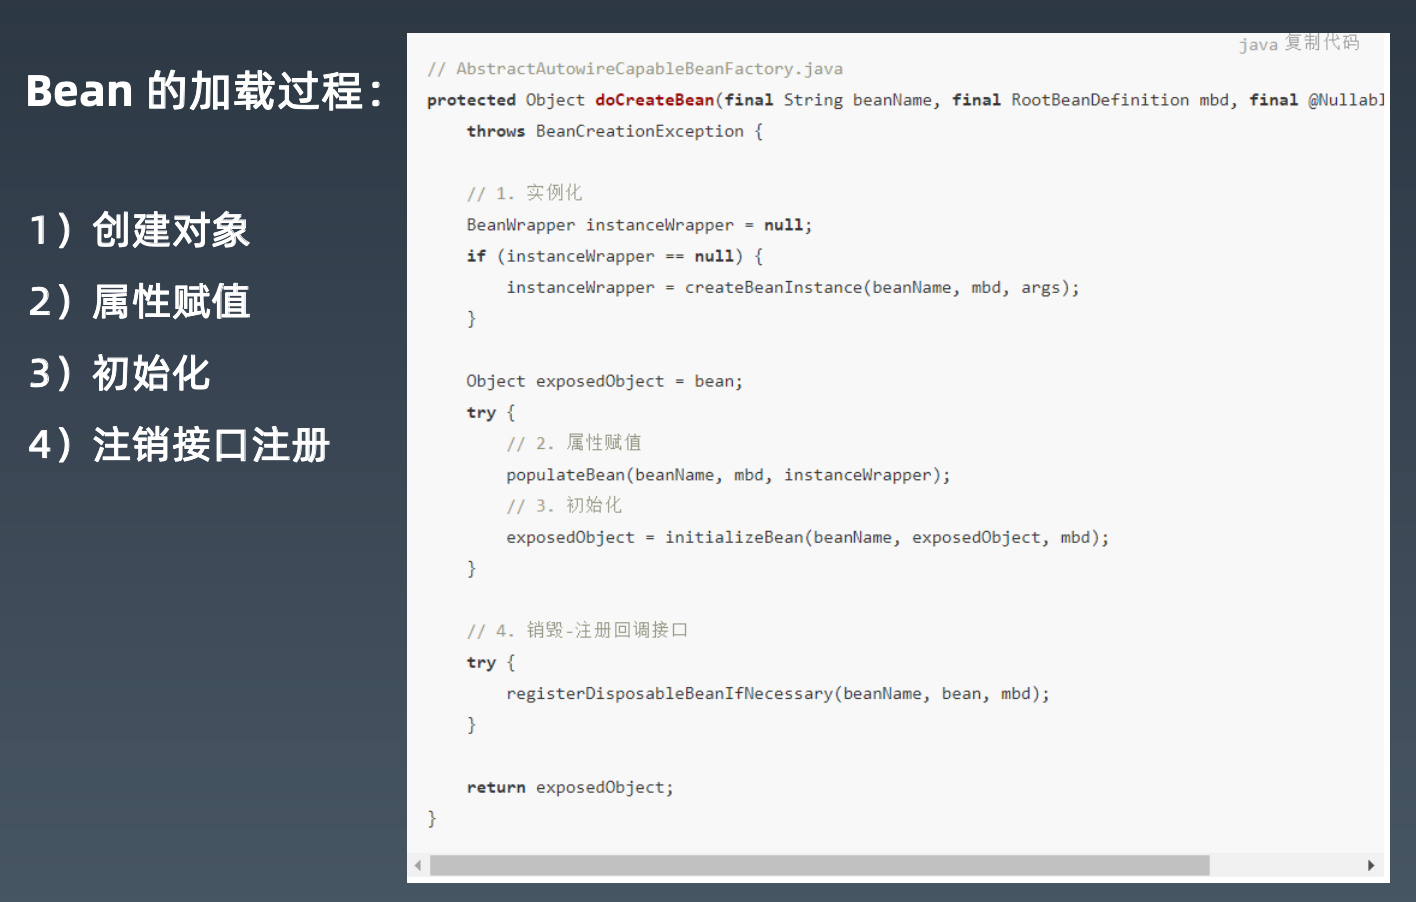 Bean 的加载过程：
1）创建对象
2）属性赋值
3）初始化
4）注销接口注册
java 复制代码
// AbstractAutowireCapableBeanFactory.java
protected Object doCreateBean(final String beanName, final RootBeanDefinition mbd, final @Nullabl
    throws BeanCreationException {
    // 1. 实例化
    BeanWrapper instanceWrapper = null;
    if (instanceWrapper == null) {
        instanceWrapper = createBeanInstance(beanName, mbd, args);
    }
    Object exposedObject = bean;
    try {
        // 2. 属性赋值
        populateBean(beanName, mbd, instanceWrapper);
        // 3. 初始化
        exposedObject = initializeBean(beanName, exposedObject, mbd);
    }
    // 4. 销毁-注册回调接口
    try {
        registerDisposableBeanIfNecessary(beanName, bean, mbd);
    }
    return exposedObject;
}